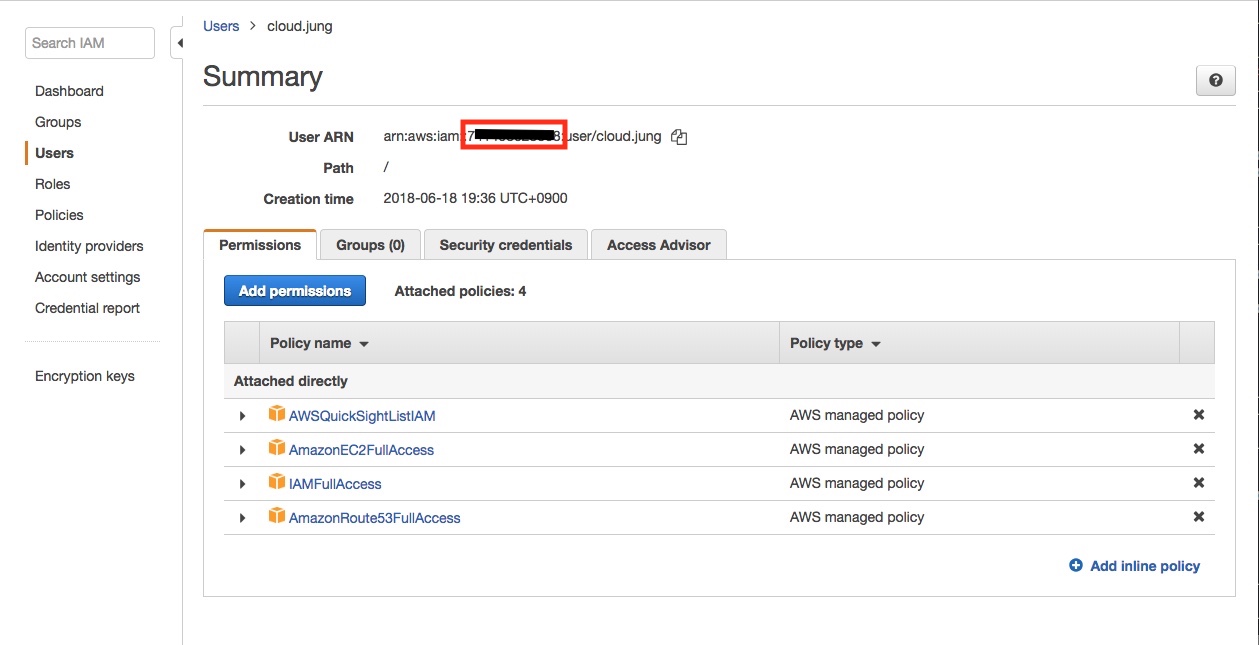 Users > cloud.jung
Search IAM
Summary
Dashboard
Groups
Users
Roles
Policies
Identity providers
Account settings
Credential report
Encryption keys
User ARN arn:aws:iam: user/cloud.jung
Path /
Creation time 2018-06-18 19:36 UTC+0900
Permissions Groups (0) Security credentials Access Advisor
Add permissions Attached policies: 4
Policy name Policy type
Attached directly
AWSQuickSightListIAM AWS managed policy
AmazonEC2FullAccess AWS managed policy
IAMFullAccess AWS managed policy
AmazonRoute53FullAccess AWS managed policy
Add inline policy